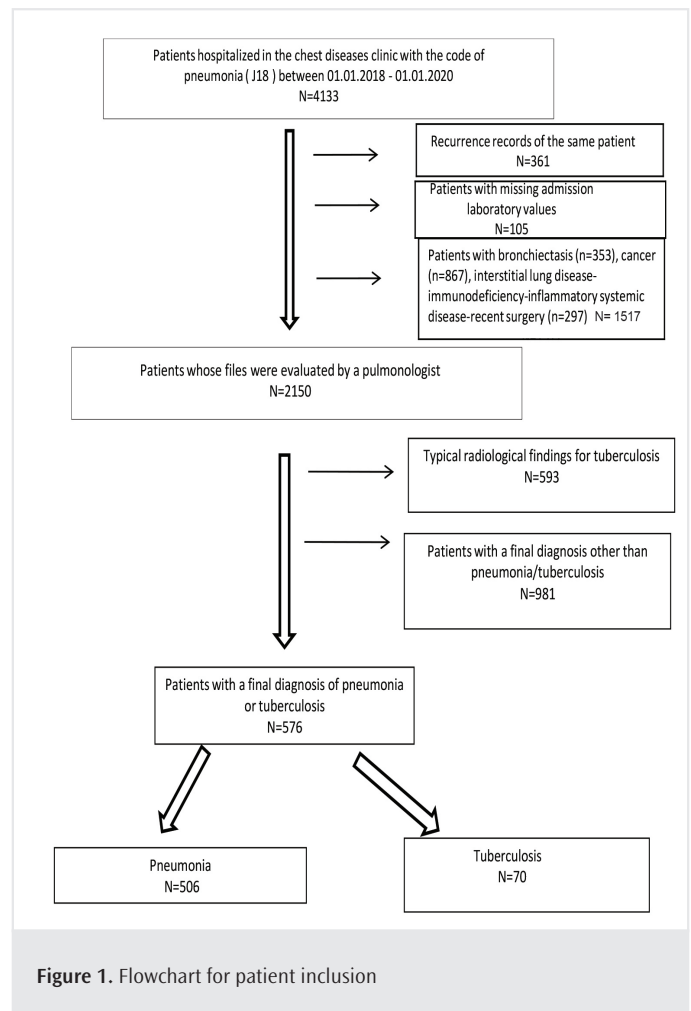 Patients hospitalized in the chest diseases clinic with the code of
pneumonia ( J18 ) between 01.01.2018 - 01.01.2020
N=4133
Recurrence records of the same patient
N=361
Patients with missing admission
laboratory values
N=105
Patients with bronchiectasis (n=353), cancer
(n=867), interstitial lung disease-
immunodeficiency-inflammatory systemic
disease-recent surgery (n=297) N= 1517
Patients whose files were evaluated by a pulmonologist
N=2150
Typical radiological findings for tuberculosis
N=593
Patients with a final diagnosis other than
pneumonia/tuberculosis
N=981
Patients with a final diagnosis of pneumonia
or tuberculosis
N=576
Pneumonia
N=506
Tuberculosis
N=70
Figure 1. Flowchart for patient inclusion